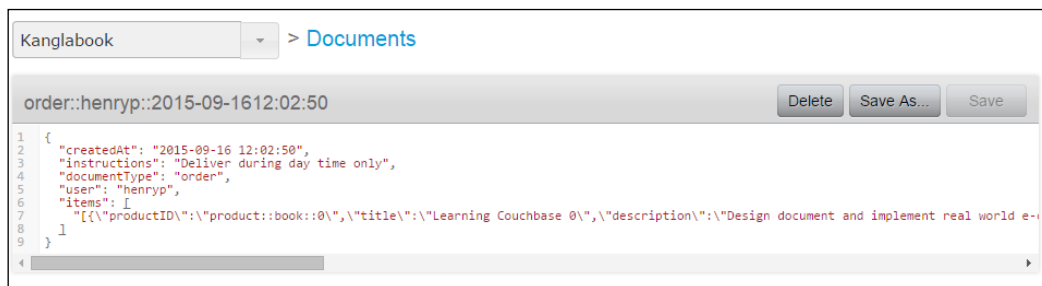 Kanglabook > Documents
order::henryp::2015-09-1612:02:50 Delete Save As... Save
1 {
2 "createdAt": "2015-09-16 12:02:50",
3 "instructions": "Deliver during day time only",
4 "documentType": "order",
5 "user": "henryp",
6 "items": [
7 "[{\"productID\":\"product::book::0\",\"title\":\"Learning Couchbase 0\",\"description\":\"Design document and implement real world e-
8 ]
9 }